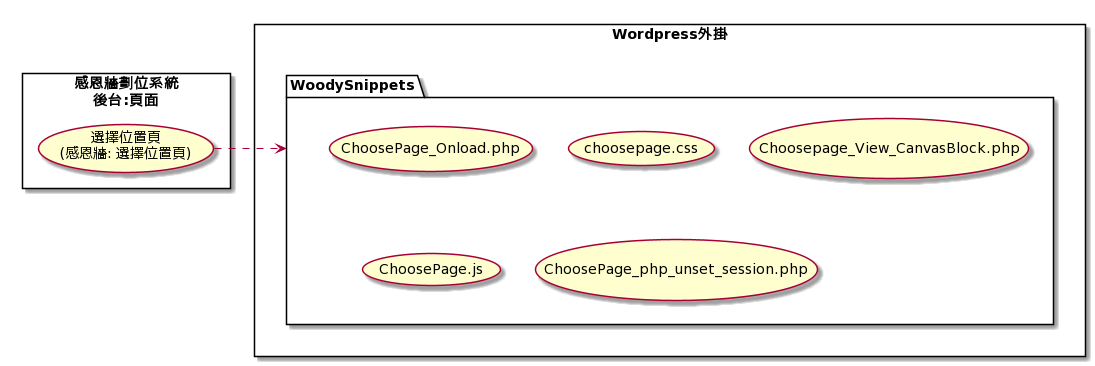 Wordpress外掛
感恩牆劃位系統
後台:頁面
選擇位置頁
(感恩牆: 選擇位置頁)
WoodySnippets
ChoosePage_Onload.php
choosepage.css
Choosepage_View_CanvasBlock.php
ChoosePage.js
ChoosePage_php_unset_session.php